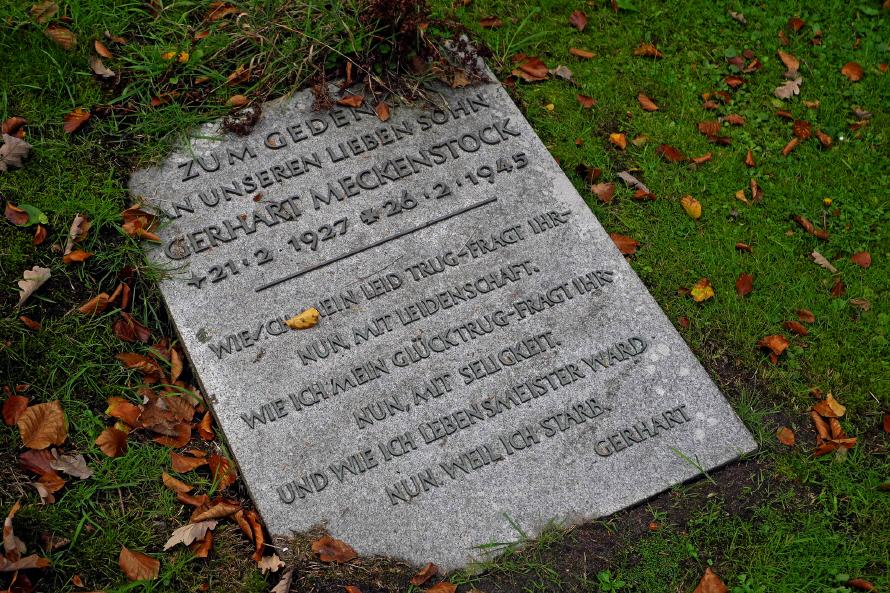 ZUM GEDEN
AN UNSEREN LIEBEN SOHN
GERHART MECKENSTOCK
+21·2·1927 ✲26·2·1945
WIE ICH MEIN LEID TRUG-FRAGT IHR-
NUN, MIT LEIDENSCHAFT.
WIE ICH MEIN GLÜCK TRUG-FRAGT IHR-
NUN, MIT SELIGKEIT.
UND WIE ICH LEBENSMEISTER WARD
NUN. WEIL ICH STARB.
GERHART